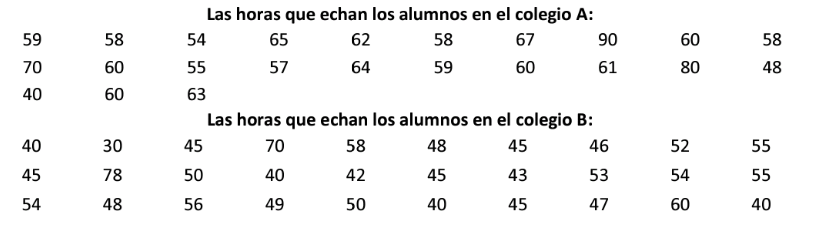 Las horas que echan los alumnos en el colegio A:
59 58 54 65 62 58 67 90 60 58
70 60 55 57 64 59 60 61 80 48
40 60 63
Las horas que echan los alumnos en el colegio B:
40 30 45 70 58 48 45 46 52 55
45 78 50 40 42 45 43 53 54 55
54 48 56 49 50 40 45 47 60 40